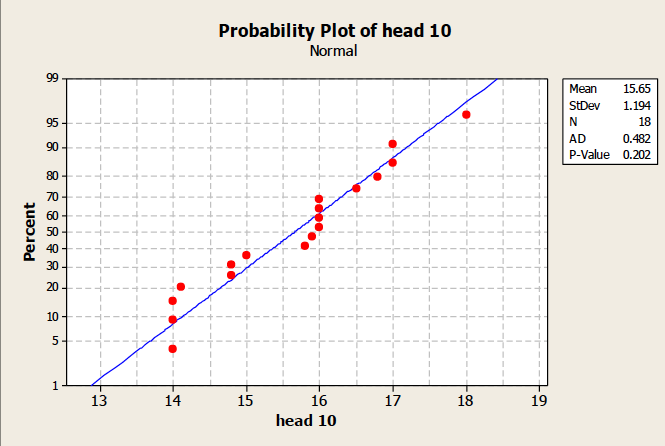 Probability Plot of head 10
Normal
99
95
90
80
70
60
50
40
30
20
10
5
1
Percent
13 14 15 16 17 18 19
head 10
Mean 15.65
StDev 1.194
N 18
AD 0.482
P-Value 0.202